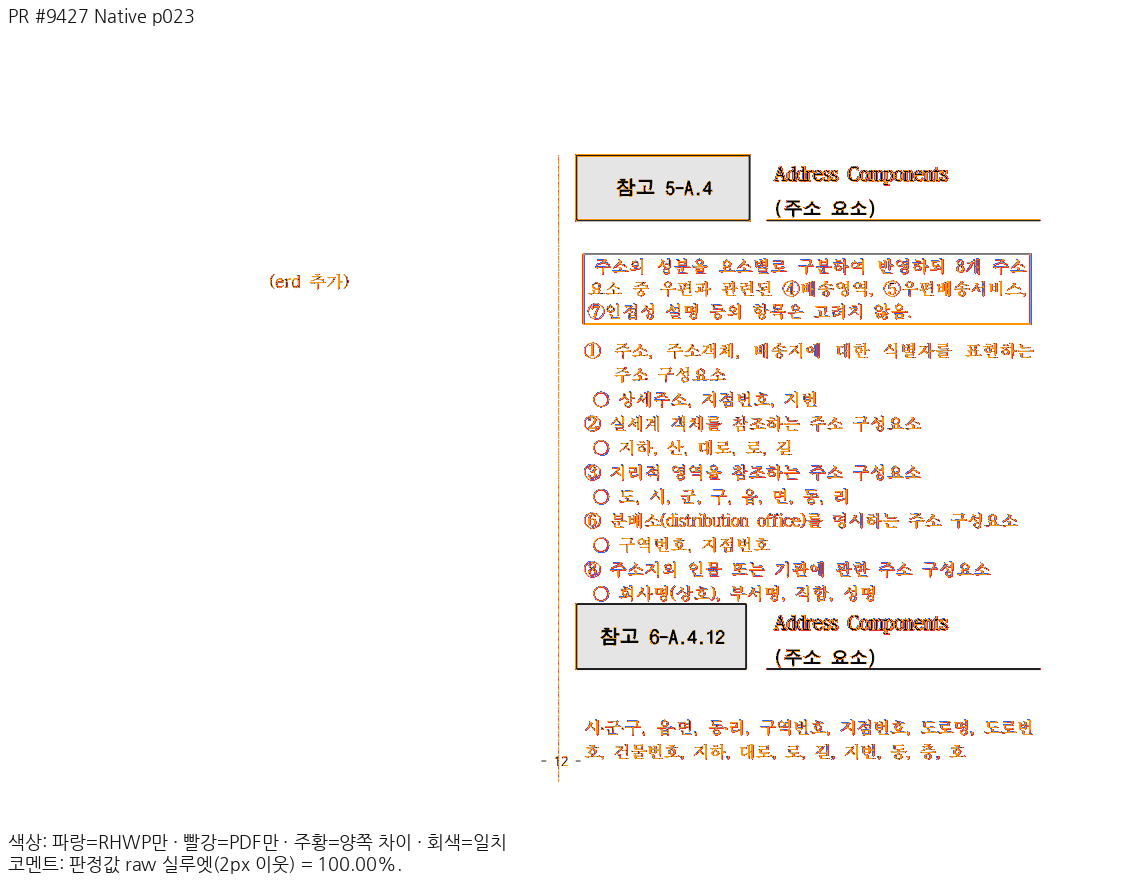 PR #9427 Native p023
(erd 추가)
참고 5-A.4
Address Components
(주소 요소)
주소의 성분을 요소별로 구분하여 반영하되 8개 주소
요소 중 우편과 관련된 ④배송영역, ⑤우편배송서비스,
⑦인접성 설명 등의 항목은 고려치 않음.
① 주소, 주소객체, 배송지에 대한 식별자를 표현하는
주소 구성요소
○ 상세주소, 지점번호, 지번
② 실세계 객체를 참조하는 주소 구성요소
○ 지하, 산, 대로, 로, 길
③ 지리적 영역을 참조하는 주소 구성요소
○ 도, 시, 군, 구, 읍, 면, 동, 리
⑥ 분배소(distribution office)를 명시하는 주소 구성요소
○ 구역번호, 지점번호
⑧ 주소지의 인물 또는 기관에 관한 주소 구성요소
○ 회사명(상호), 부서명, 직함, 성명
참고 6-A.4.12
Address Components
(주소 요소)
시·군·구, 읍·면, 동·리, 구역번호, 지점번호, 도로명, 도로번
호, 건물번호, 지하, 대로, 로, 길, 지번, 동, 층, 호
- 12 -
색상: 파랑=RHWP만 · 빨강=PDF만 · 주황=양쪽 차이 · 회색=일치
코멘트: 판정값 raw 실루엣(2px 이웃) = 100.00%.